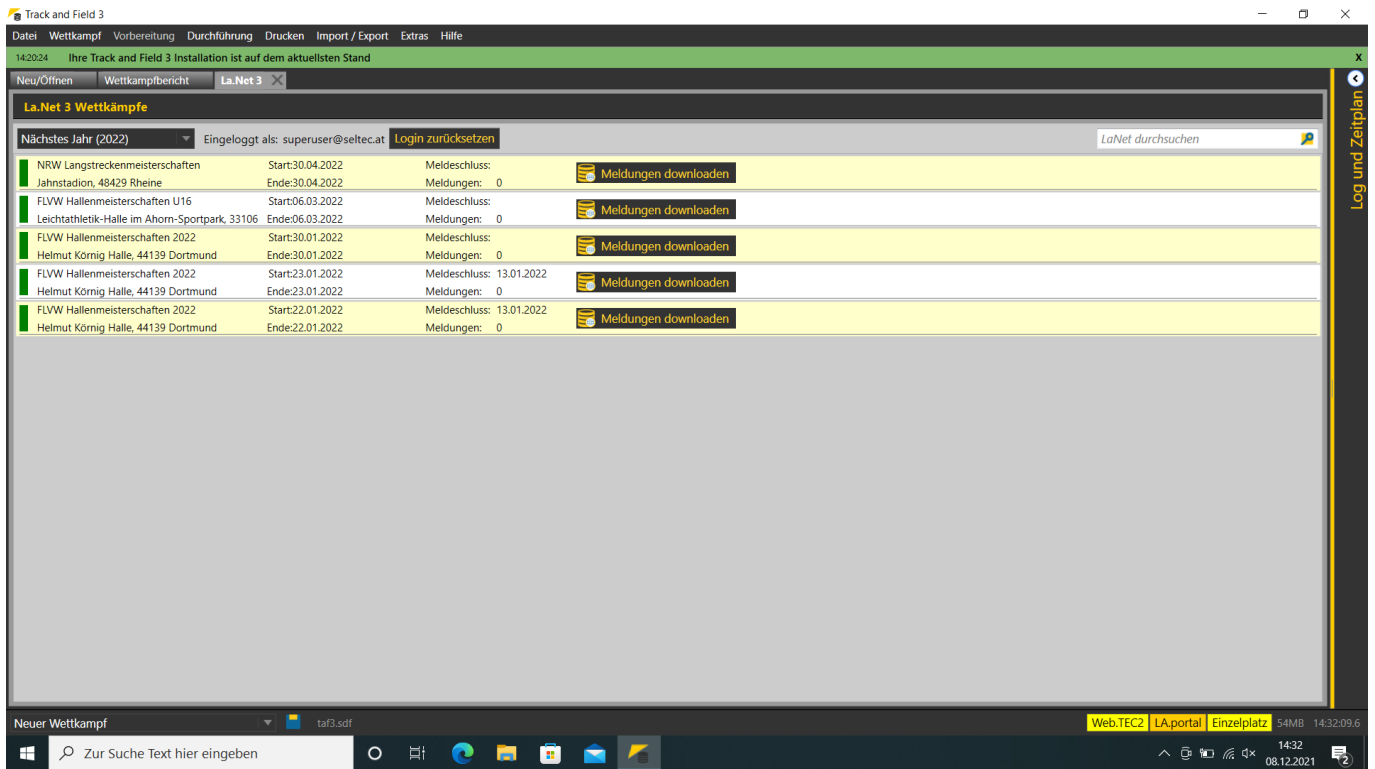 Track and Field 3
Datei Wettkampf Vorbereitung Durchführung Drucken Import / Export Extras Hilfe
14:20:24 Ihre Track and Field 3 Installation ist auf dem aktuellsten Stand X
Neu/Öffnen Wettkampfbericht La.Net 3
La.Net 3 Wettkämpfe
Nächstes Jahr (2022) Eingeloggt als: superuser@seltec.at Login zurücksetzen LaNet durchsuchen
NRW Langstreckenmeisterschaften Start:30.04.2022 Meldeschluss:
Meldungen downloaden
Jahnstadion, 48429 Rheine Ende:30.04.2022 Meldungen: 0
FLVW Hallenmeisterschaften U16 Start:06.03.2022 Meldeschluss:
Meldungen downloaden
Leichtathletik-Halle im Ahorn-Sportpark, 33106 Ende:06.03.2022 Meldungen: 0
FLVW Hallenmeisterschaften 2022 Start:30.01.2022 Meldeschluss:
Meldungen downloaden
Helmut Körnig Halle, 44139 Dortmund Ende:30.01.2022 Meldungen: 0
FLVW Hallenmeisterschaften 2022 Start:23.01.2022 Meldeschluss: 13.01.2022
Meldungen downloaden
Helmut Körnig Halle, 44139 Dortmund Ende:23.01.2022 Meldungen: 0
FLVW Hallenmeisterschaften 2022 Start:22.01.2022 Meldeschluss: 13.01.2022
Meldungen downloaden
Helmut Körnig Halle, 44139 Dortmund Ende:22.01.2022 Meldungen: 0
Log und Zeitplan
Neuer Wettkampf taf3.sdf Web.TEC2 LA.portal Einzelplatz 54MB 14:32:09.6
Zur Suche Text hier eingeben
14:32
08.12.2021
2